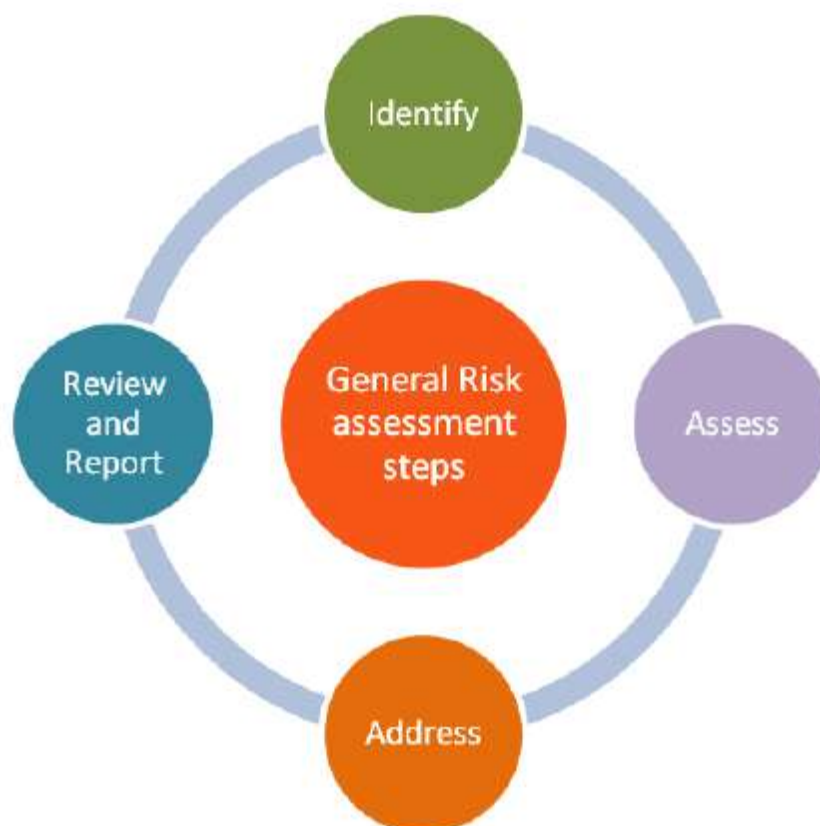 Identify
Review
and
Report
General Risk
assessment
steps
Assess
Address